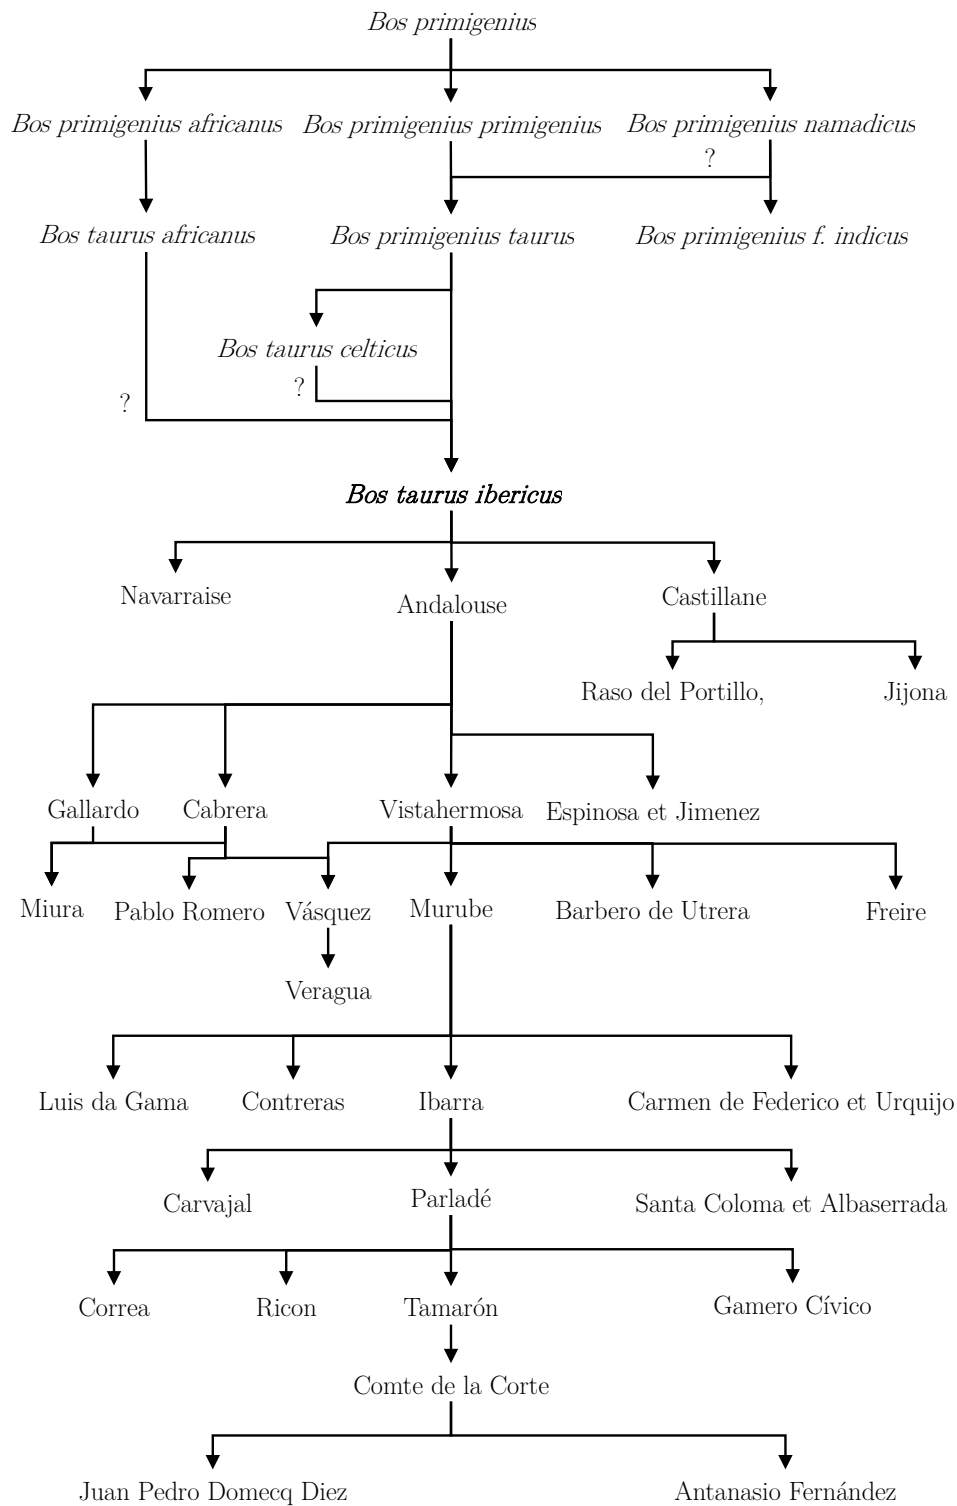 Bos primigenius
Bos primigenius africanus
Bos primigenius primigenius
Bos primigenius namadicus
?
Bos taurus africanus
Bos primigenius taurus
Bos primigenius f. indicus
Bos taurus celticus
?
?
Bos taurus ibericus
Navarraise
Andalouse
Castillane
Raso del Portillo,
Jijona
Gallardo
Cabrera
Vistahermosa
Espinosa et Jimenez
Miura
Pablo Romero
Vásquez
Murube
Barbero de Utrera
Freire
Veragua
Luis da Gama
Contreras
Ibarra
Carmen de Federico et Urquijo
Carvajal
Parladé
Santa Coloma et Albaserrada
Correa
Ricon
Tamarón
Gamero Cívico
Comte de la Corte
Juan Pedro Domecq Diez
Antanasio Fernández